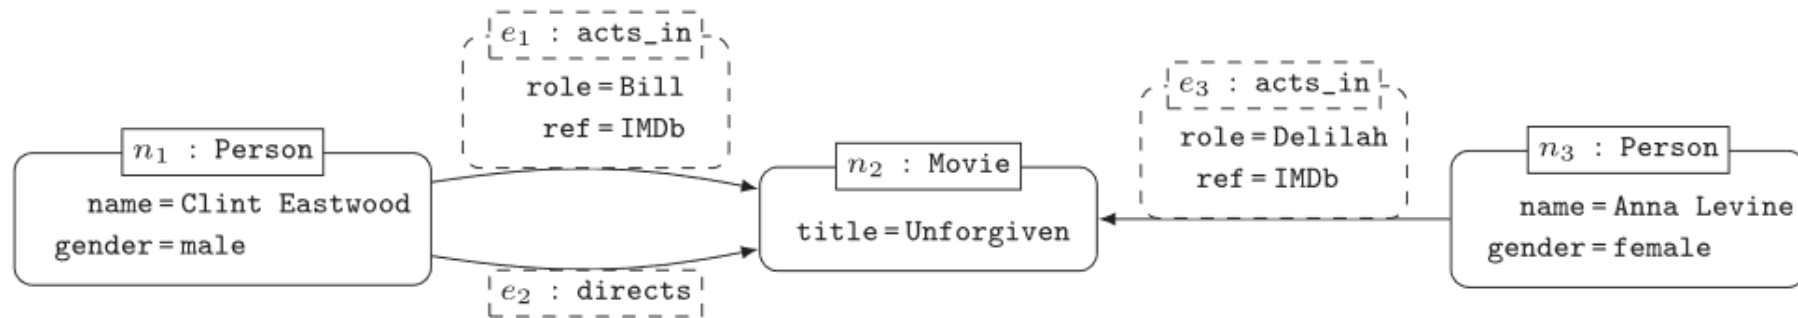 n₁ : Person
name = Clint Eastwood
gender = male
e₁ : acts_in
role = Bill
ref = IMDb
e₂ : directs
n₂ : Movie
title = Unforgiven
e₃ : acts_in
role = Delilah
ref = IMDb
n₃ : Person
name = Anna Levine
gender = female